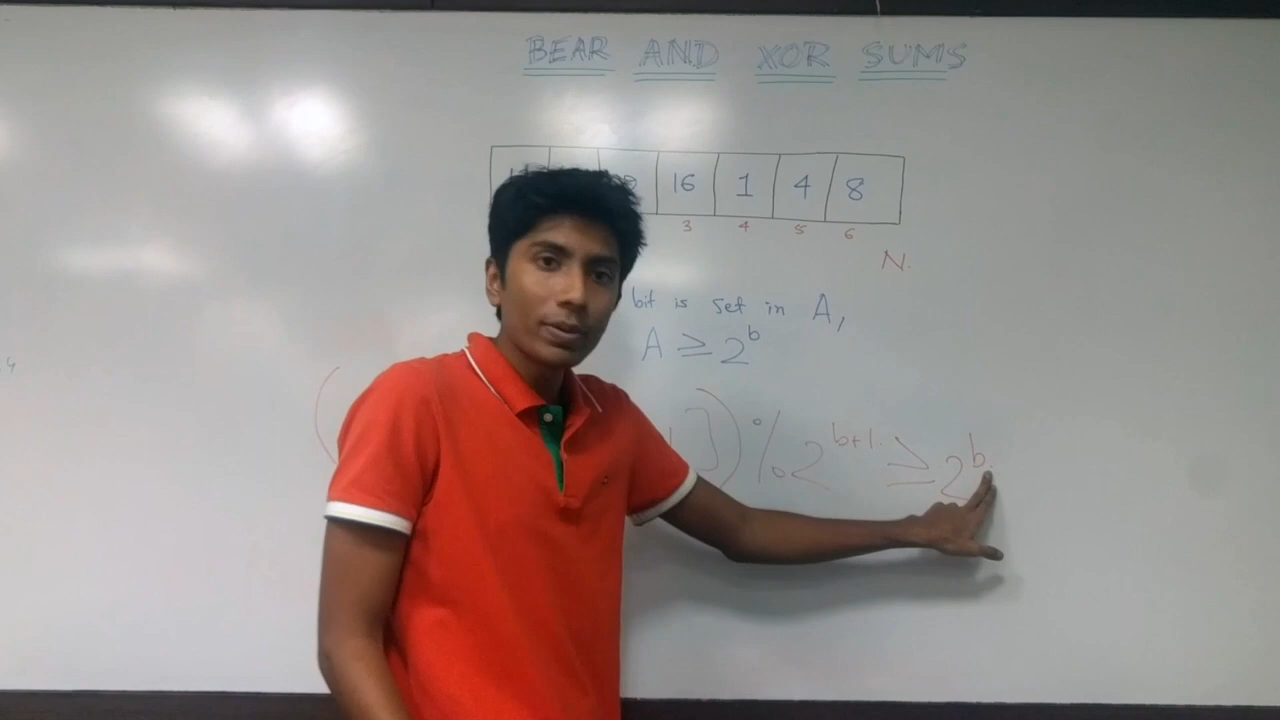 BEAR AND XOR SUMS
16 1 4 8
3 4 5 6
N.
bit is set in A,
A ≥ 2^b
]) % 2^{b+1} ≥ 2^b